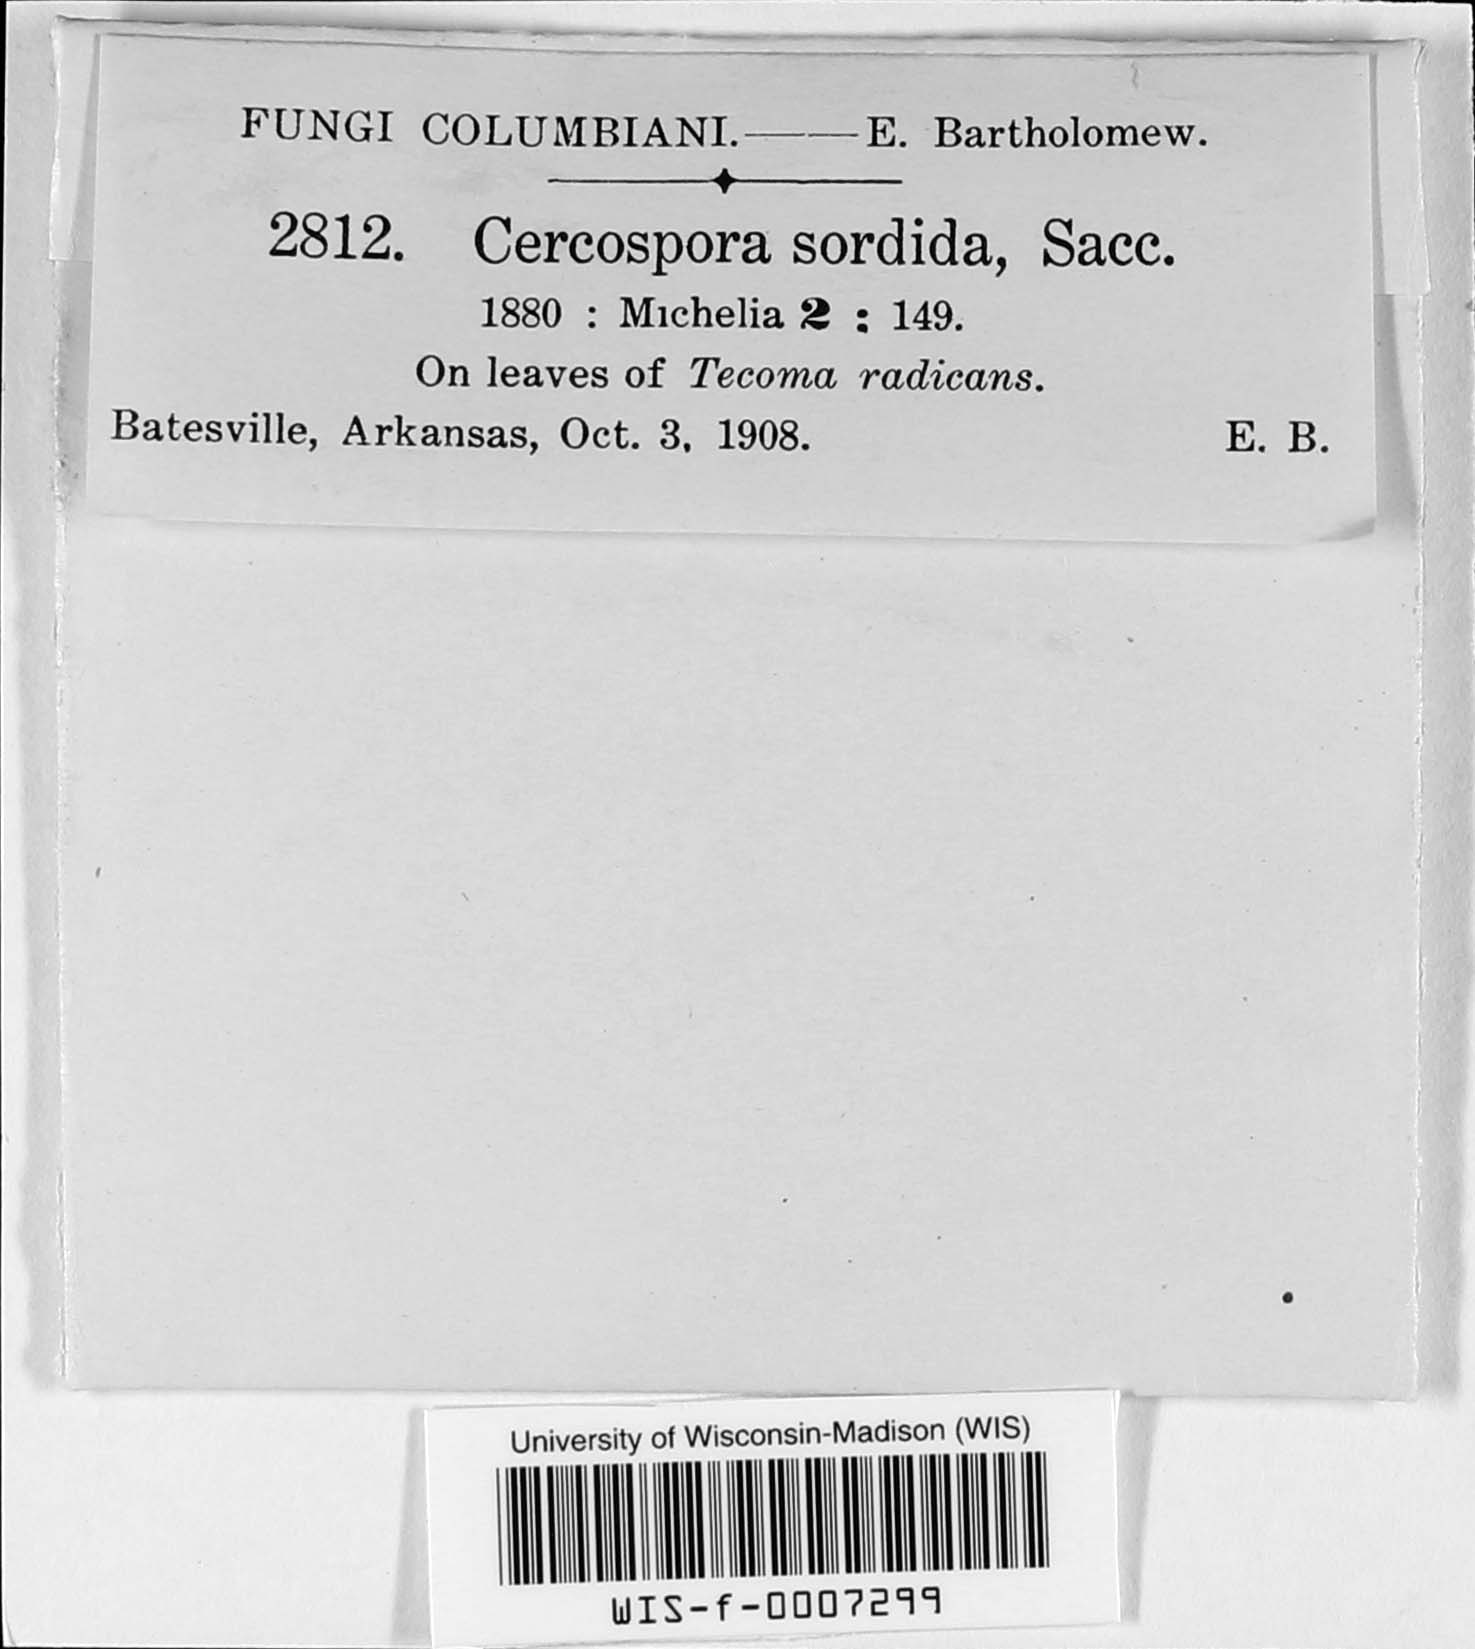 FUNGI COLUMBIANI.——E. Bartholomew.
2812. Cercospora sordida, Sacc.
1880 : Michelia 2 : 149.
On leaves of Tecoma radicans.
Batesville, Arkansas, Oct. 3, 1908. E. B.
University of Wisconsin-Madison (WIS)
WIS-f-0007299